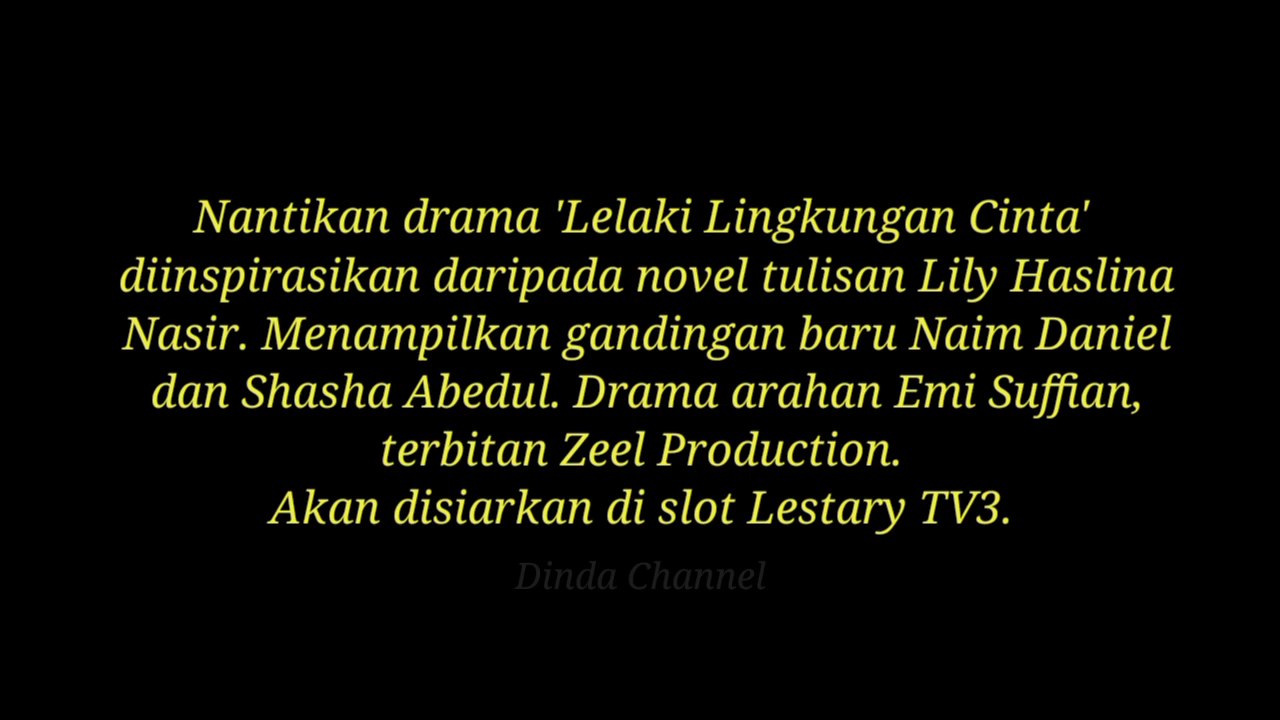 Nantikan drama 'Lelaki Lingkungan Cinta'
diinspirasikan daripada novel tulisan Lily Haslina
Nasir. Menampilkan gandingan baru Naim Daniel
dan Shasha Abedul. Drama arahan Emi Suffian,
terbitan Zeel Production.
Akan disiarkan di slot Lestary TV3.
Dinda Channel